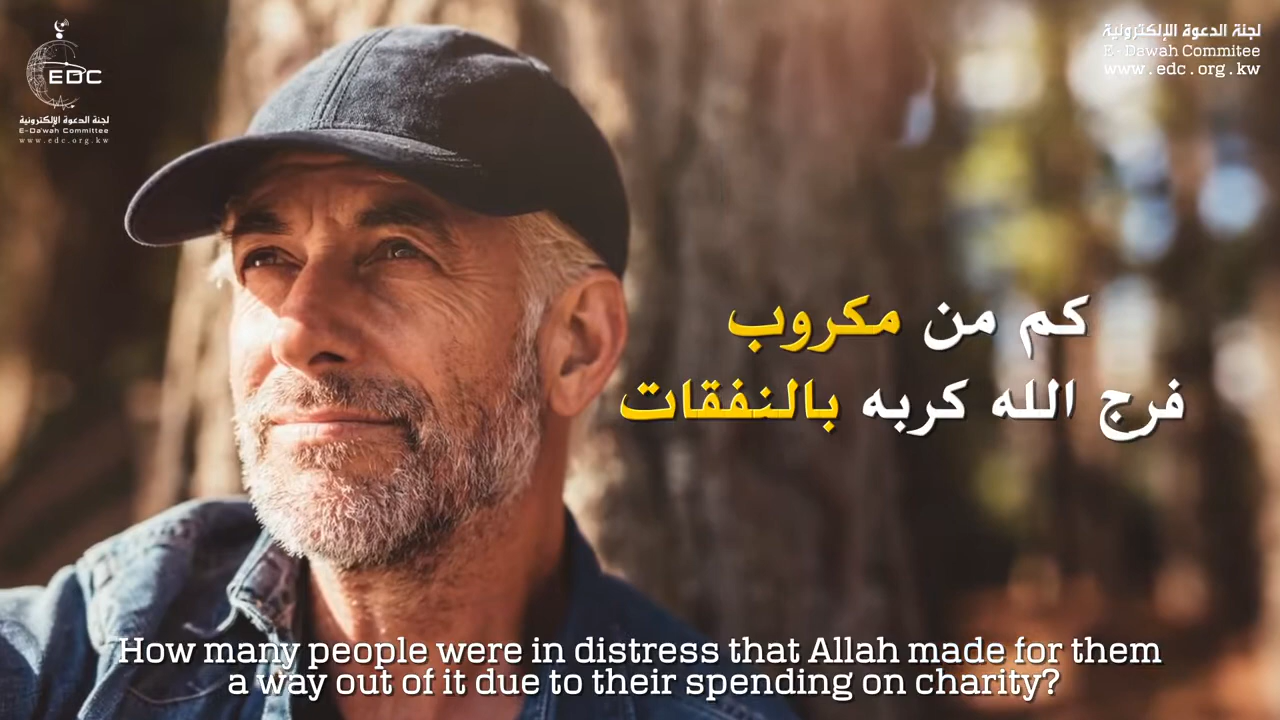 EDC
لجنة الدعوة الإلكترونية
E-Da'wah Committee
www.edc.org.kw
لجنة الدعوة الإلكترونية
E-Dawah Commitee
www.edc.org.kw
كم من مكروب
فرج الله كربه بالنفقات
How many people were in distress that Allah made for them
a way out of it due to their spending on charity?